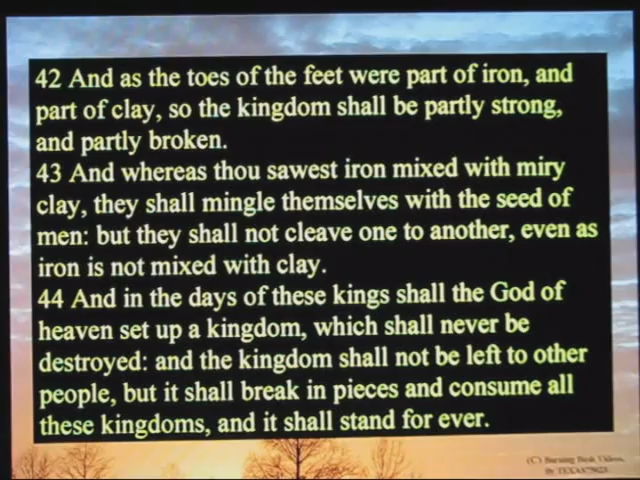 42 And as the toes of the feet were part of iron, and
part of clay, so the kingdom shall be partly strong,
and partly broken.
43 And whereas thou sawest iron mixed with miry
clay, they shall mingle themselves with the seed of
men: but they shall not cleave one to another, even as
iron is not mixed with clay.
44 And in the days of these kings shall the God of
heaven set up a kingdom, which shall never be
destroyed: and the kingdom shall not be left to other
people, but it shall break in pieces and consume all
these kingdoms, and it shall stand for ever.
(C) Burning Bush Videos,
By